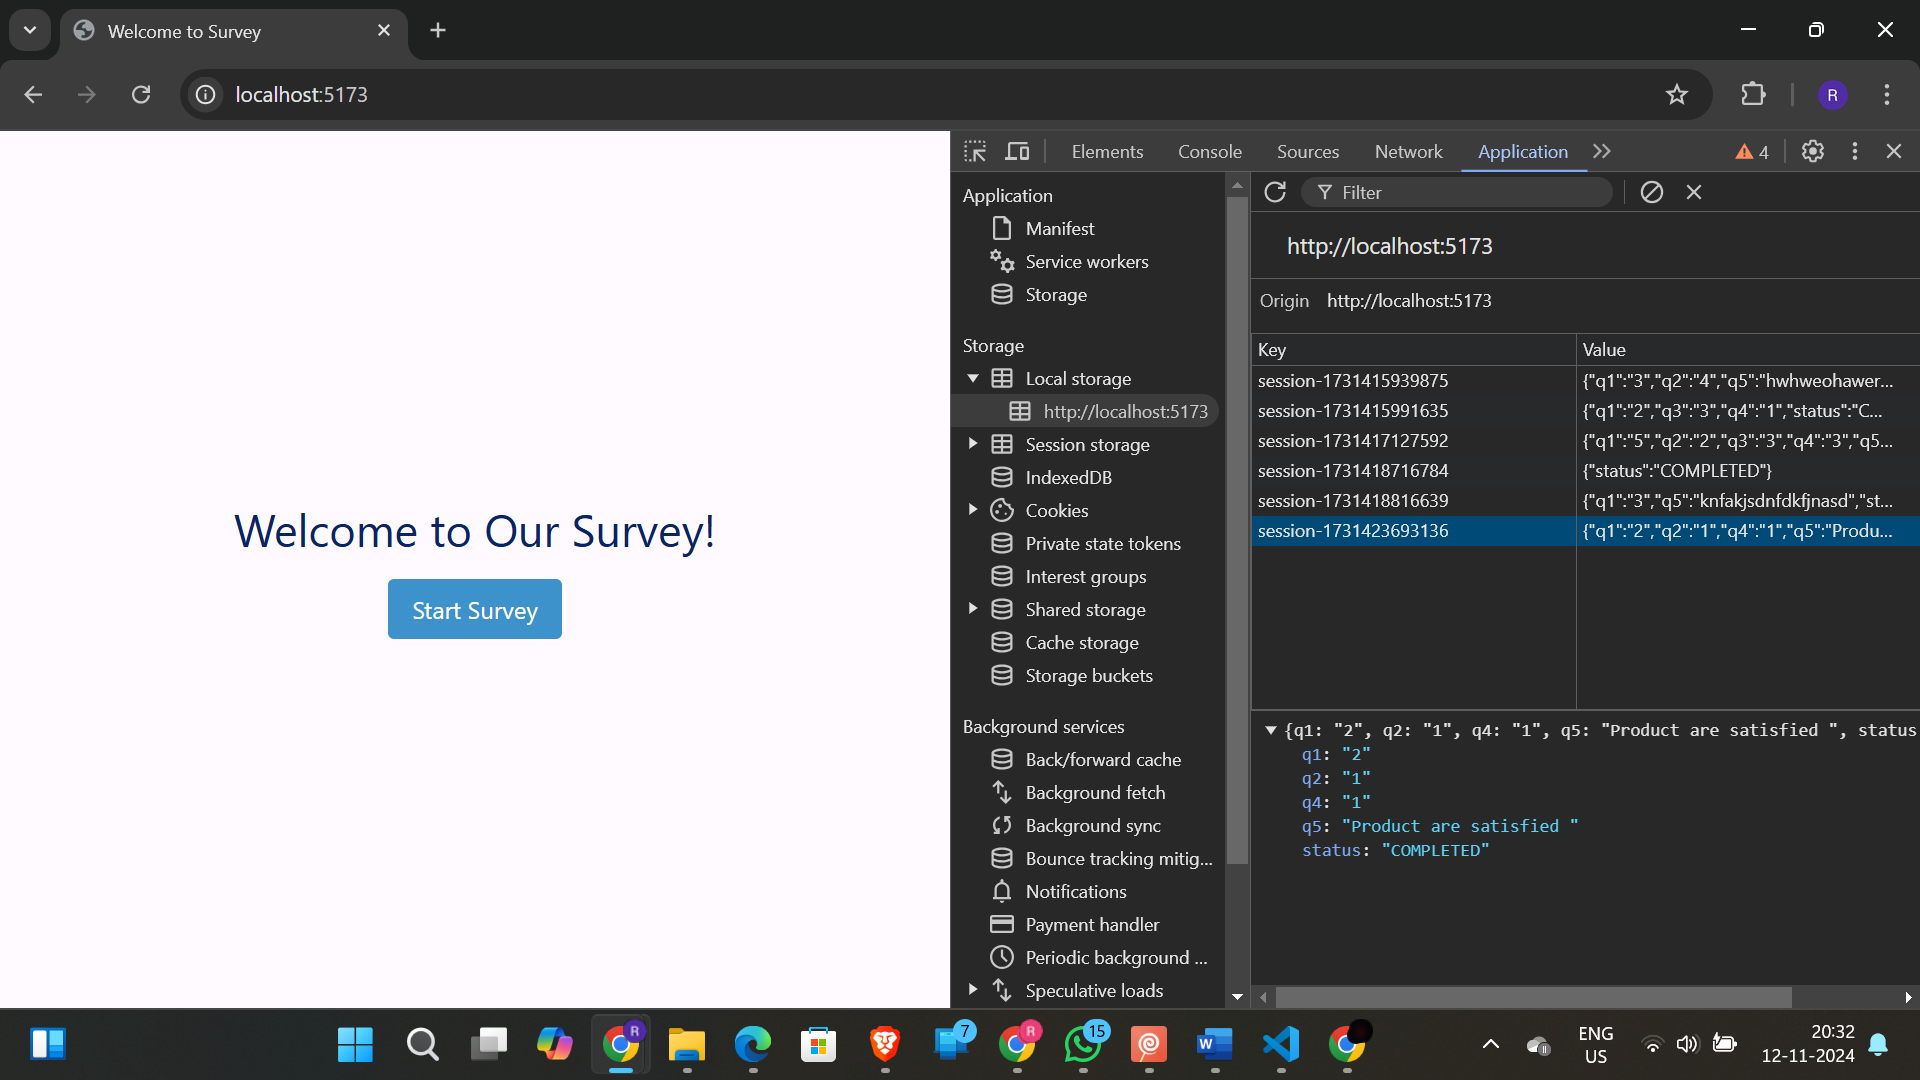 Welcome to Survey
localhost:5173
R
Welcome to Our Survey!
Start Survey
Elements Console Sources Network Application 4
Application
Manifest
Service workers
Storage
Storage
Local storage
http://localhost:5173
Session storage
IndexedDB
Cookies
Private state tokens
Interest groups
Shared storage
Cache storage
Storage buckets
Background services
Back/forward cache
Background fetch
Background sync
Bounce tracking mitig...
Notifications
Payment handler
Periodic background ...
Speculative loads
Filter
http://localhost:5173
Origin http://localhost:5173
Key Value
session-1731415939875 {"q1":"3","q2":"4","q5":"hwhweohawer...
session-1731415991635 {"q1":"2","q3":"3","q4":"1","status":"C...
session-1731417127592 {"q1":"5","q2":"2","q3":"3","q4":"3","q5...
session-1731418716784 {"status":"COMPLETED"}
session-1731418816639 {"q1":"3","q5":"knfakjsdnfdkfjnasd","st...
session-1731423693136 {"q1":"2","q2":"1","q4":"1","q5":"Produ...
{q1: "2", q2: "1", q4: "1", q5: "Product are satisfied ", status
q1: "2"
q2: "1"
q4: "1"
q5: "Product are satisfied "
status: "COMPLETED"
R 7 R 15 W
ENG
US
20:32
12-11-2024